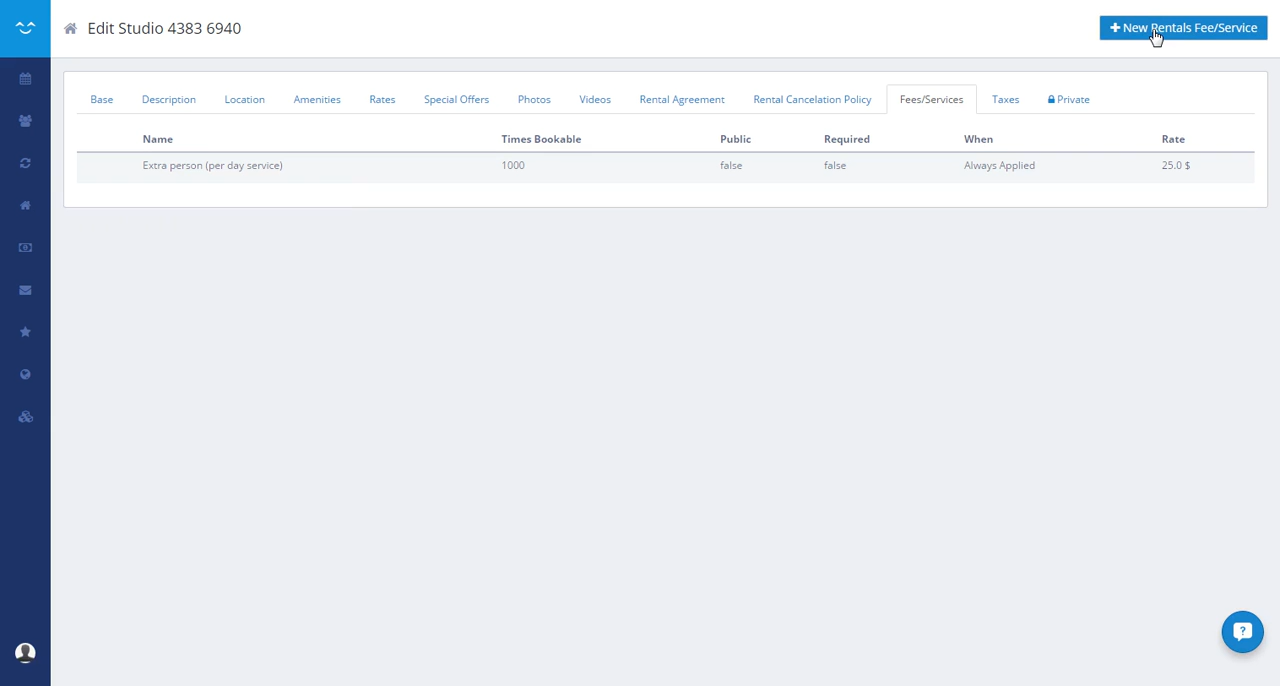 Edit Studio 4383 6940
New Rentals Fee/Service
Base Description Location Amenities Rates Special Offers Photos Videos Rental Agreement Rental Cancelation Policy Fees/Services Taxes Private
Name Times Bookable Public Required When Rate
Extra person (per day service) 1000 false false Always Applied 25.0 $